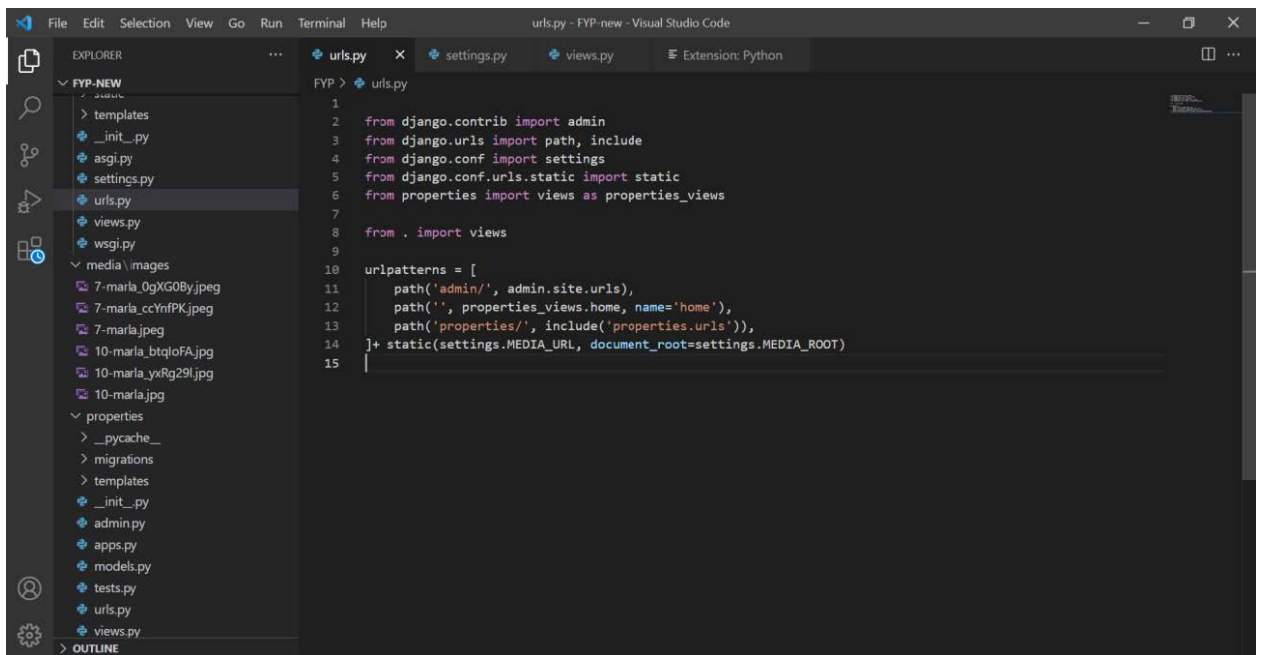 File Edit Selection View Go Run Terminal Help urls.py - FYP-new - Visual Studio Code
EXPLORER ... urls.py × settings.py views.py Extension: Python ...
FYP-NEW
FYP > urls.py
static
templates
__init__.py
asgi.py
settings.py
urls.py
views.py
wsgi.py
media\images
7-marla_0gXG0By.jpeg
7-marla_ccYnfPK.jpeg
7-marla.jpeg
10-marla_btqIoFA.jpg
10-marla_yxRg29l.jpg
10-marla.jpg
properties
__pycache__
migrations
templates
__init__.py
admin.py
apps.py
models.py
tests.py
urls.py
views.py
OUTLINE
1
2 from django.contrib import admin
3 from django.urls import path, include
4 from django.conf import settings
5 from django.conf.urls.static import static
6 from properties import views as properties_views
7
8 from . import views
9
10 urlpatterns = [
11 path('admin/', admin.site.urls),
12 path('', properties_views.home, name='home'),
13 path('properties/', include('properties.urls')),
14 ]+ static(settings.MEDIA_URL, document_root=settings.MEDIA_ROOT)
15